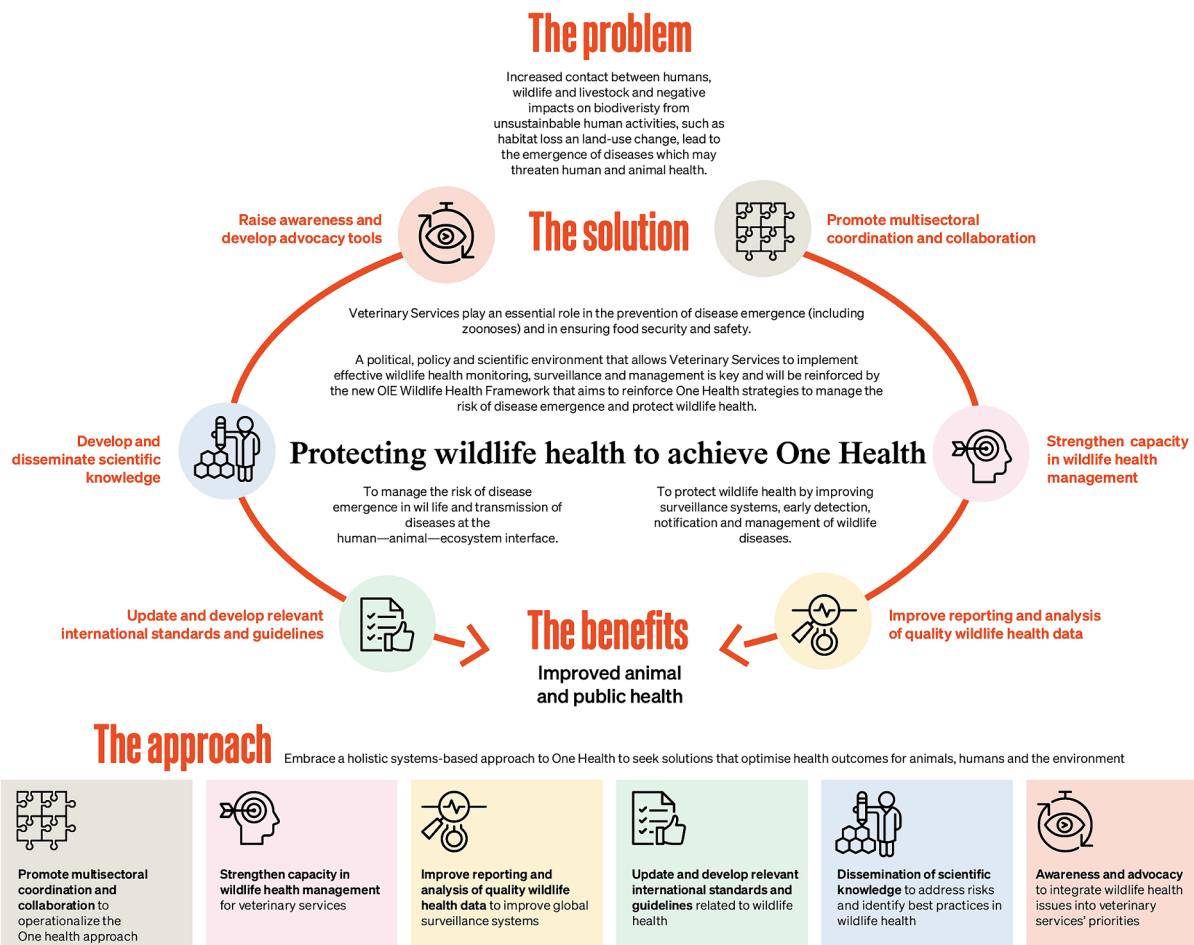 The problem
Increased contact between humans,
wildlife and livestock and negative
impacts on biodiveristy from
unsustainbable human activities, such as
habitat loss an land-use change, lead to
the emergence of diseases which may
threaten human and animal health.
Raise awareness and
develop advocacy tools
The solution
Promote multisectoral
coordination and collaboration
Veterinary Services play an essential role in the prevention of disease emergence (including
zoonoses) and in ensuring food security and safety.
A political, policy and scientific environment that allows Veterinary Services to implement
effective wildlife health monitoring, surveillance and management is key and will be reinforced by
the new OIE Wildlife Health Framework that aims to reinforce One Health strategies to manage the
risk of disease emergence and protect wildlife health.
Develop and
disseminate scientific
knowledge
Protecting wildlife health to achieve One Health
Strengthen capacity
in wildlife health
management
To manage the risk of disease
emergence in wil life and transmission of
diseases at the
human—animal—ecosystem interface.
To protect wildlife health by improving
surveillance systems, early detection,
notification and management of wildlife
diseases.
Update and develop relevant
international standards and guidelines
The benefits
Improved animal
and public health
Improve reporting and analysis
of quality wildlife health data
The approach
Embrace a holistic systems-based approach to One Health to seek solutions that optimise health outcomes for animals, humans and the environment
Promote multisectoral
coordination and
collaboration to
operationalize the
One health approach
Strengthen capacity in
wildlife health management
for veterinary services
Improve reporting and
analysis of quality wildlife
health data to improve global
surveillance systems
Update and develop relevant
international standards and
guidelines related to wildlife
health
Dissemination of scientific
knowledge to address risks
and identify best practices in
wildlife health
Awareness and advocacy
to integrate wildlife health
issues into veterinary
services' priorities